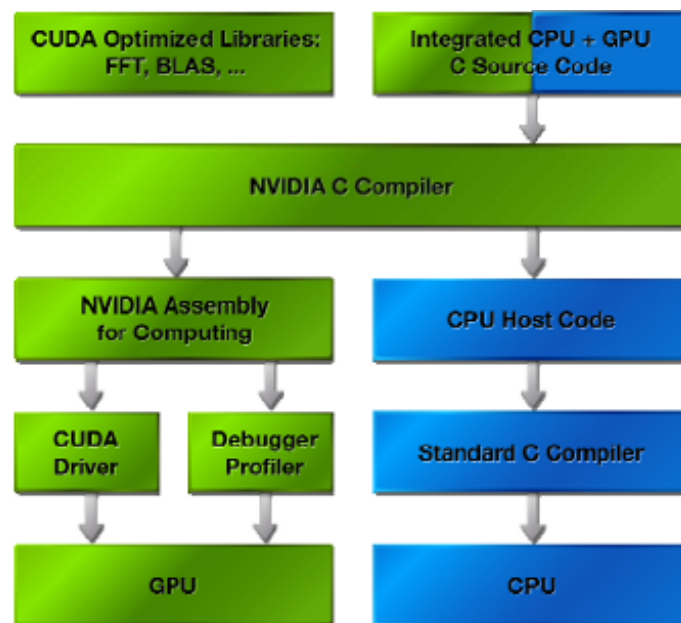 CUDA Optimized Libraries:
FFT, BLAS, ...
Integrated CPU + GPU
C Source Code
NVIDIA C Compiler
NVIDIA Assembly
for Computing
CPU Host Code
CUDA
Driver
Debugger
Profiler
Standard C Compiler
GPU
CPU